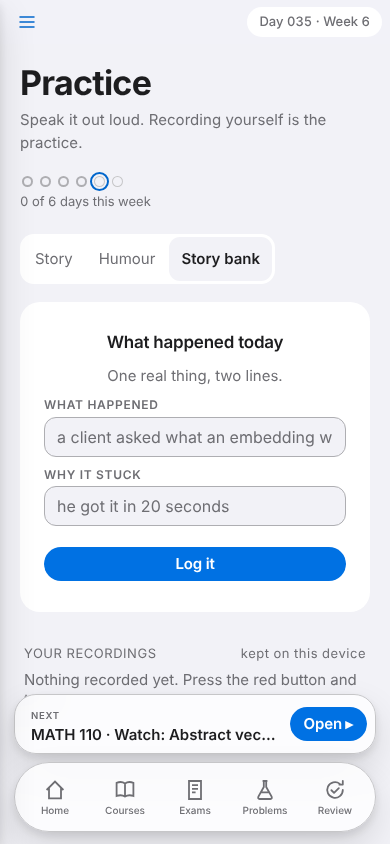 Day 035 · Week 6
Practice
Speak it out loud. Recording yourself is the
practice.
0 of 6 days this week
Story
Humour
Story bank
What happened today
One real thing, two lines.
WHAT HAPPENED
a client asked what an embedding w
WHY IT STUCK
he got it in 20 seconds
Log it
YOUR RECORDINGS
kept on this device
Nothing recorded yet. Press the red button and
NEXT
MATH 110 · Watch: Abstract vec...
Open ▸
Home
Courses
Exams
Problems
Review